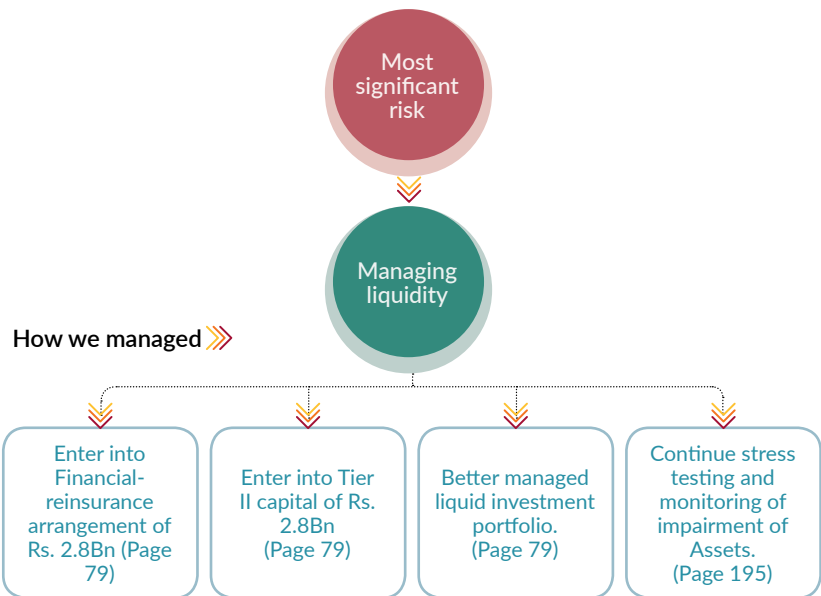 Most
significant
risk
Managing
liquidity
How we managed
Enter into
Financial-
reinsurance
arrangement of
Rs. 2.8Bn (Page
79)
Enter into Tier
II capital of Rs.
2.8Bn
(Page 79)
Better managed
liquid investment
portfolio.
(Page 79)
Continue stress
testing and
monitoring of
impairment of
Assets.
(Page 195)